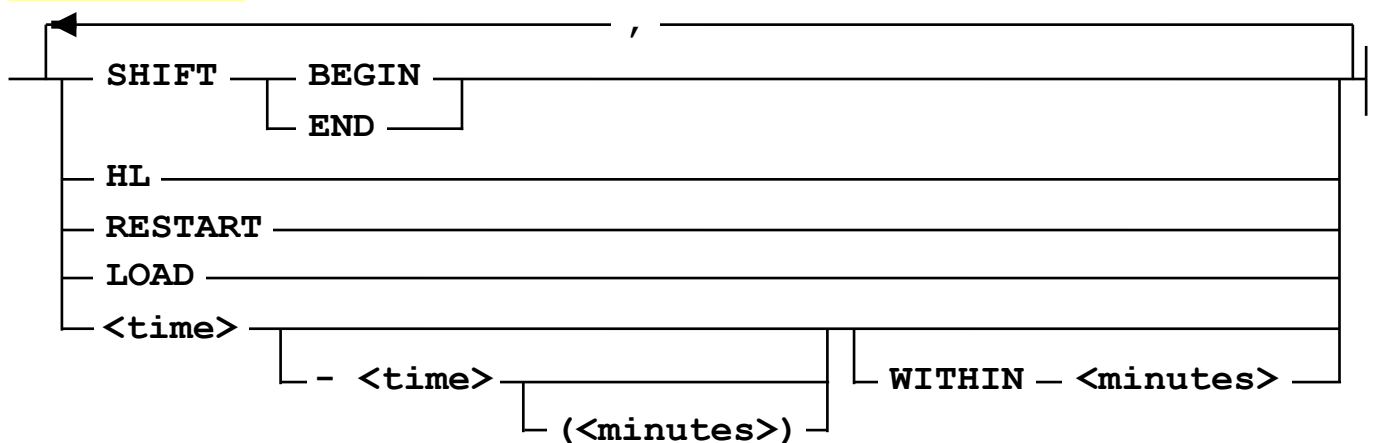 ,
SHIFT BEGIN
END
HL
RESTART
LOAD
<time>
- <time> WITHIN <minutes>
(<minutes>)